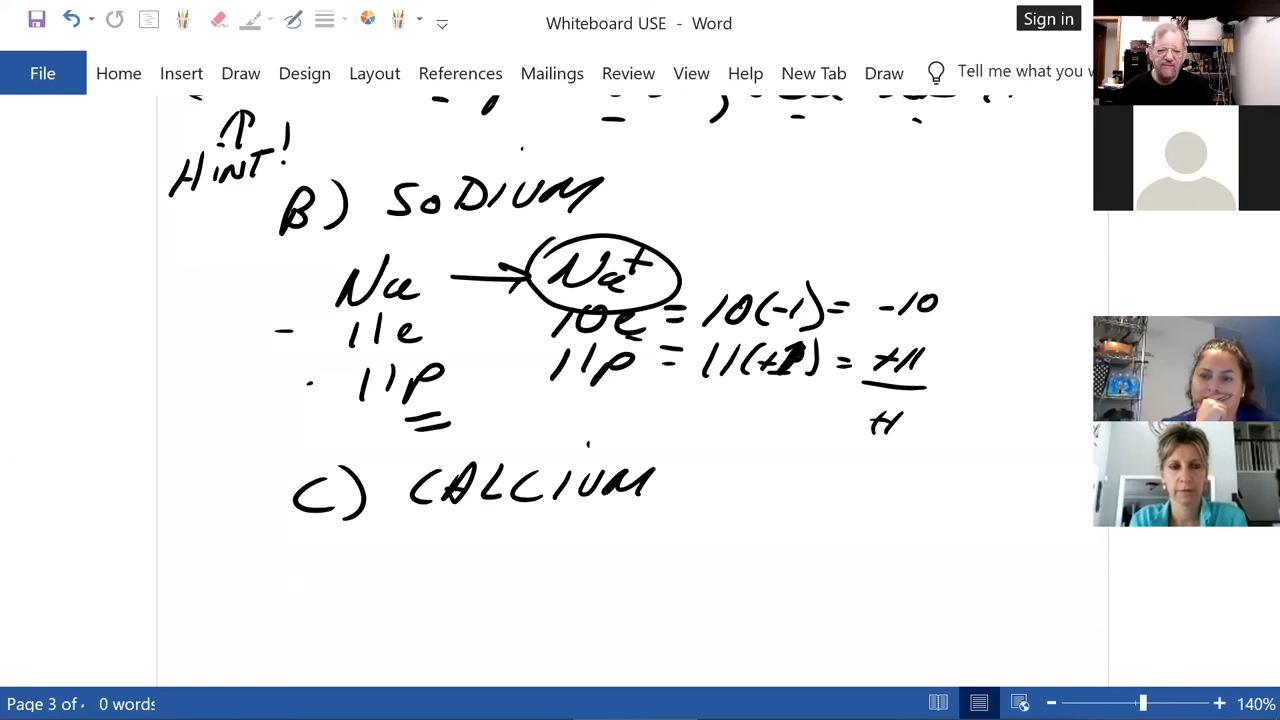 Whiteboard USE - Word
Sign in
File Home Insert Draw Design Layout References Mailings Review View Help New Tab Draw Tell me what you w
HINT!
B) SODIUM
Na → Na+
- 11e 10e = 10(-1) = -10
11p 11p = 11(+1) = +11
+1
C) CALCIUM
Page 3 of 0 words 140%